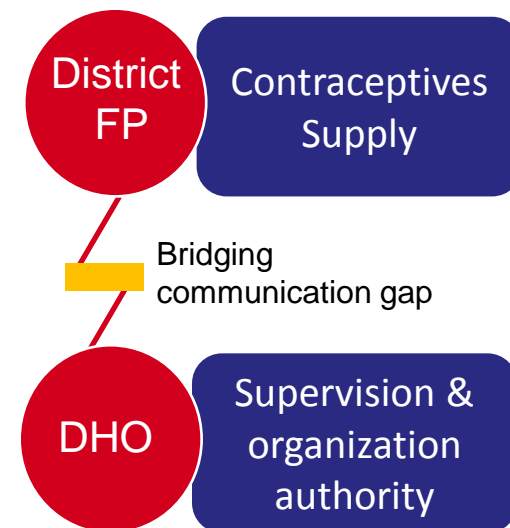 District
FP
Contraceptives
Supply
Bridging
communication gap
DHO
Supervision &
organization
authority